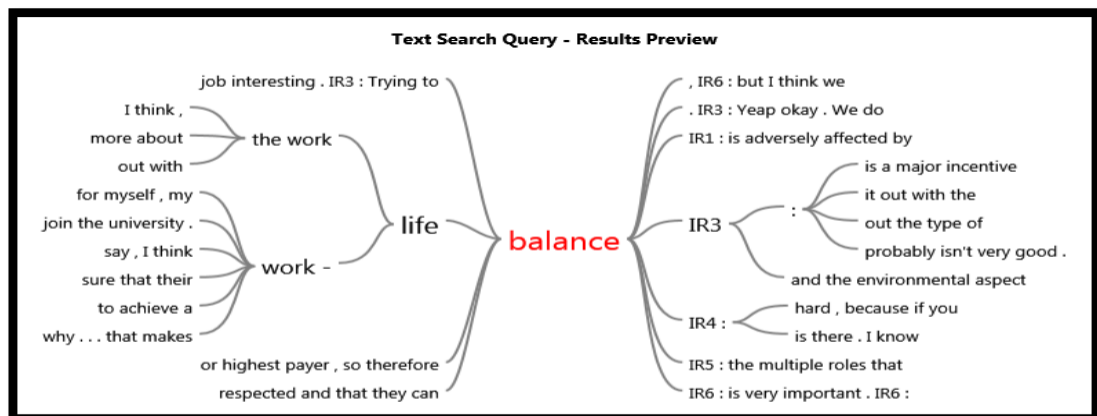 Text Search Query - Results Preview
job interesting . IR3 : Trying to
I think ,
more about
out with
the work
for myself , my
join the university .
say , I think
sure that their
to achieve a
why . . . that makes
work -
life
or highest payer , so therefore
respected and that they can
balance
, IR6 : but I think we
. IR3 : Yeap okay . We do
IR1 : is adversely affected by
IR3
:
is a major incentive
it out with the
out the type of
probably isn't very good .
and the environmental aspect
IR4 :
hard , because if you
is there . I know
IR5 : the multiple roles that
IR6 : is very important . IR6 :